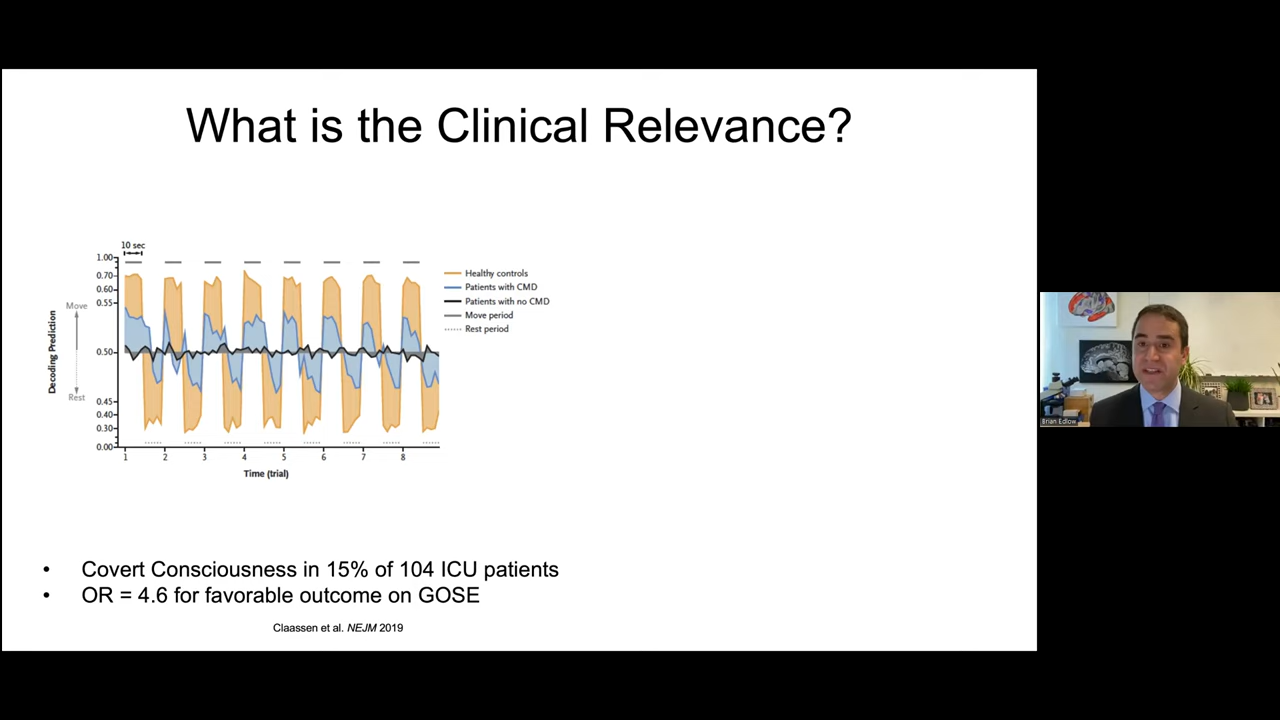 What is the Clinical Relevance?
10 sec
1.00
0.70
0.60
0.55
0.50
0.45
0.40
0.30
0.00
Move
Rest
Decoding Prediction
1 2 3 4 5 6 7 8
Time (trial)
Healthy controls
Patients with CMD
Patients with no CMD
Move period
Rest period
• Covert Consciousness in 15% of 104 ICU patients
• OR = 4.6 for favorable outcome on GOSE
Claassen et al. NEJM 2019
Brian Edlow